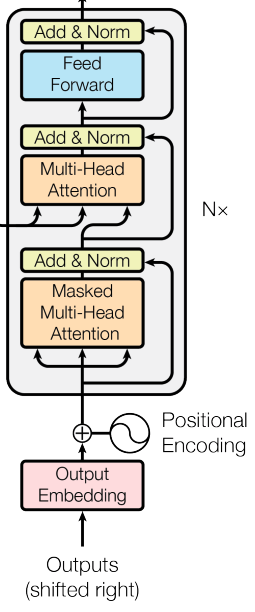 Add & Norm
Feed
Forward
Add & Norm
Multi-Head
Attention
N×
Add & Norm
Masked
Multi-Head
Attention
Positional
Encoding
Output
Embedding
Outputs
(shifted right)